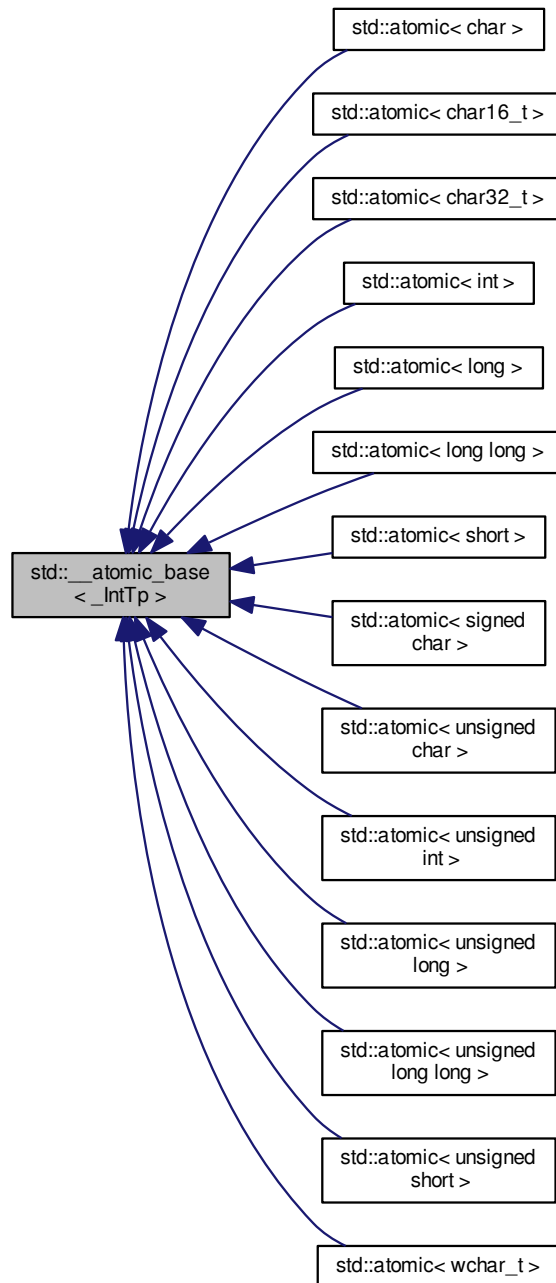 std::atomic< char >
std::atomic< char16_t >
std::atomic< char32_t >
std::atomic< int >
std::atomic< long >
std::atomic< long long >
std::atomic< short >
std::__atomic_base
< _IntTp >
std::atomic< signed
char >
std::atomic< unsigned
char >
std::atomic< unsigned
int >
std::atomic< unsigned
long >
std::atomic< unsigned
long long >
std::atomic< unsigned
short >
std::atomic< wchar_t >